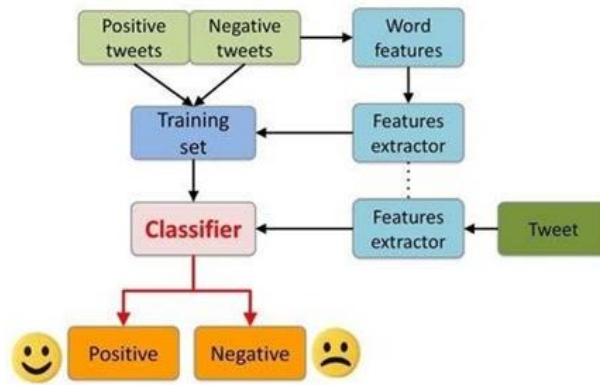 Positive
tweets
Negative
tweets
Word
features
Training
set
Features
extractor
Classifier
Features
extractor
Tweet
Positive
Negative